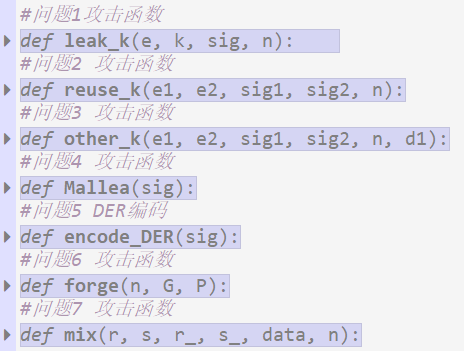 #问题1攻击函数
def leak_k(e, k, sig, n):
#问题2 攻击函数
def reuse_k(e1, e2, sig1, sig2, n):
#问题3 攻击函数
def other_k(e1, e2, sig1, sig2, n, d1):
#问题4 攻击函数
def Mallea(sig):
#问题5 DER编码
def encode_DER(sig):
#问题6 攻击函数
def forge(n, G, P):
#问题7 攻击函数
def mix(r, s, r_, s_, data, n):